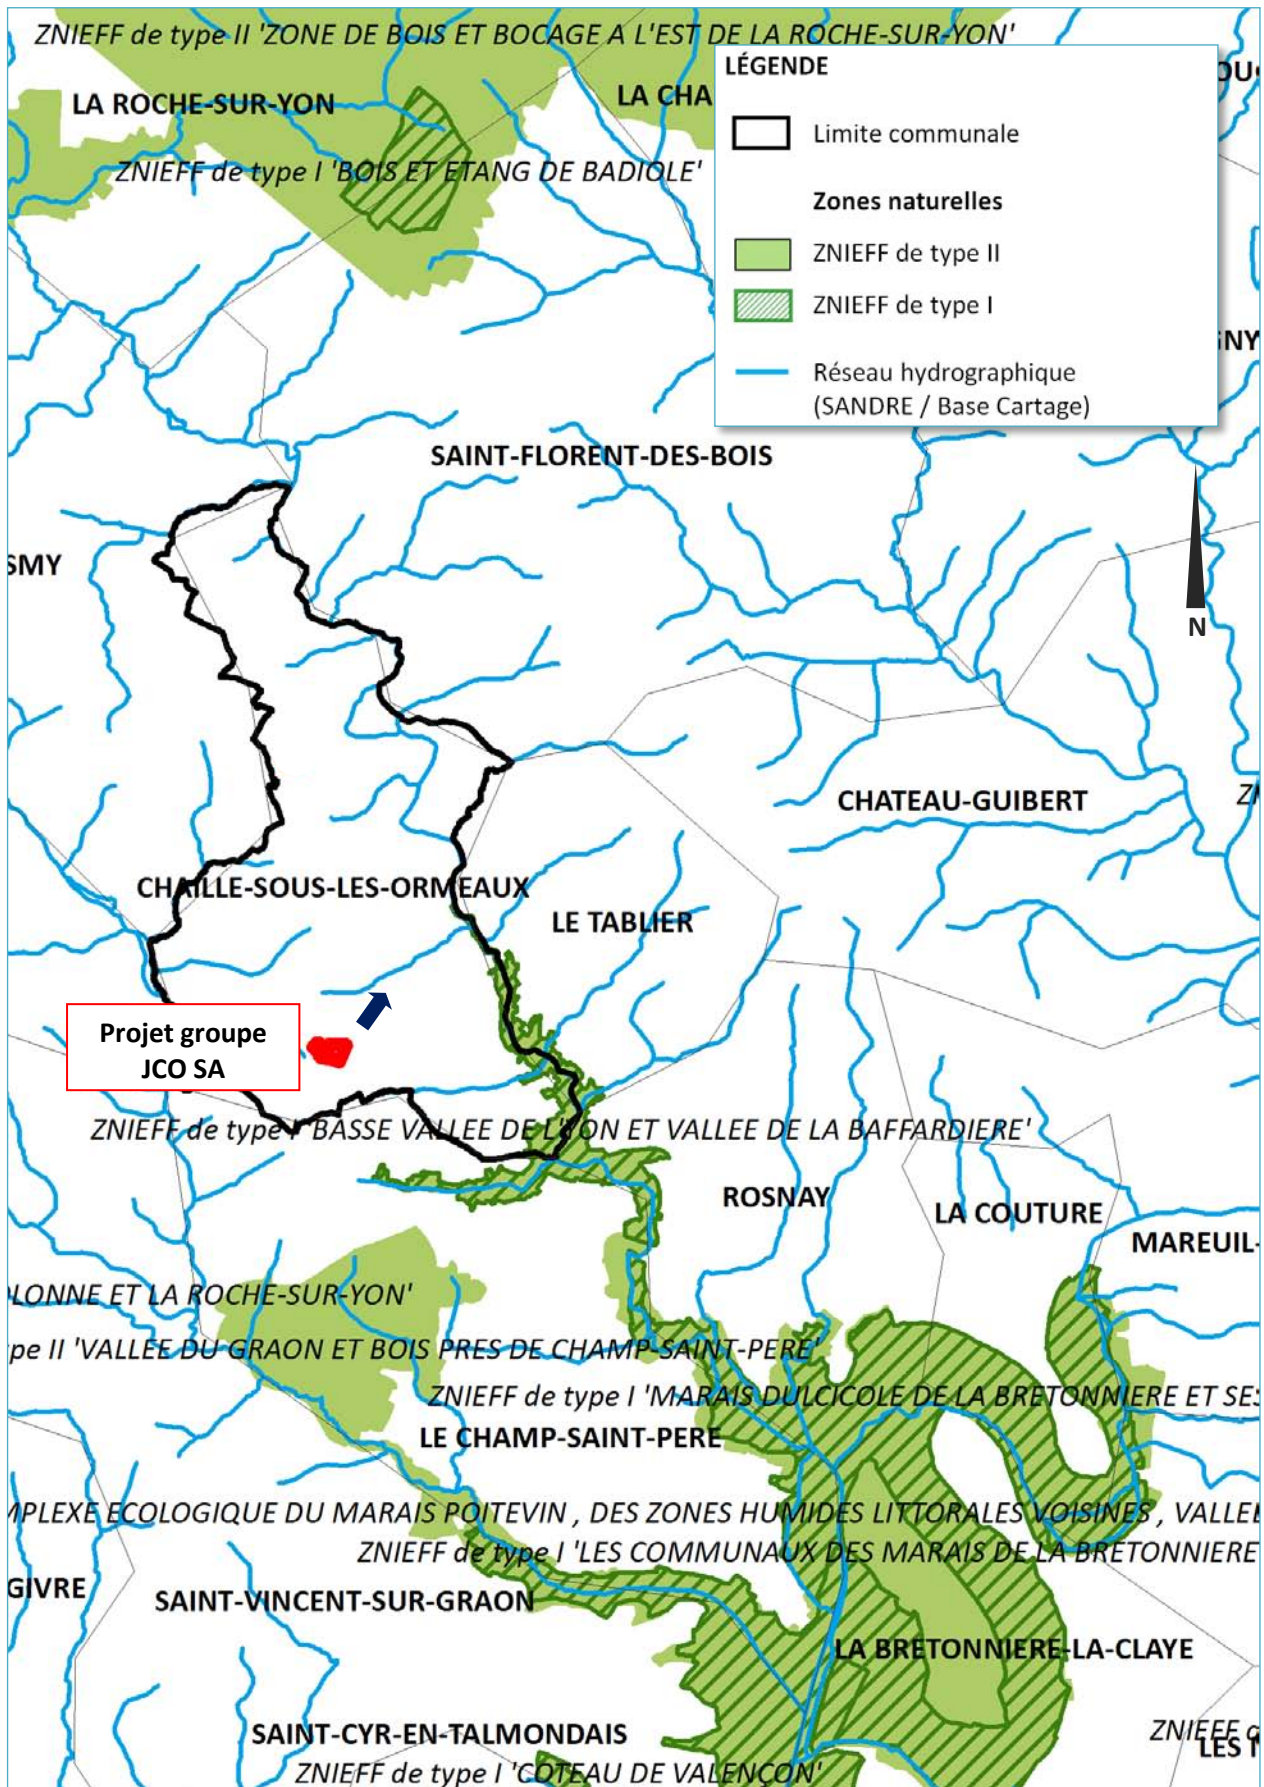 ZNIEFF de type II 'ZONE DE BOIS ET BOCAGE A L'EST DE LA ROCHE-SUR-YON'
LÉGENDE
LA ROCHE-SUR-YON
LA CHA
Limite communale
ZNIEFF de type I 'BOIS ET ETANG DE BADIOLE'
Zones naturelles
ZNIEFF de type II
ZNIEFF de type I
GNY
Réseau hydrographique
(SANDRE / Base Cartage)
SAINT-FLORENT-DES-BOIS
SMY
N
CHATEAU-GUIBERT
CHAILLE-SOUS-LES-ORMEAUX
LE TABLIER
Projet groupe
JCO SA
ZNIEFF de type I 'BASSE VALLEE DE L'YON ET VALLEE DE LA BAFFARDIERE'
ROSNAY
LA COUTURE
MAREUIL-
LONNE ET LA ROCHE-SUR-YON'
pe II 'VALLEE DU GRAON ET BOIS PRES DE CHAMP-SAINT-PERE'
ZNIEFF de type I 'MARAIS DULCICOLE DE LA BRETONNIERE ET SES
LE CHAMP-SAINT-PERE
MPLEXE ECOLOGIQUE DU MARAIS POITEVIN , DES ZONES HUMIDES LITTORALES VOISINES , VALLEE
ZNIEFF de type I 'LES COMMUNAUX DES MARAIS DE LA BRETONNIERE
GIVRE
SAINT-VINCENT-SUR-GRAON
LA BRETONNIERE-LA-CLAYE
SAINT-CYR-EN-TALMONDAIS
ZNIEFF d
LES
ZNIEFF de type I 'COTEAU DE VALENÇON'